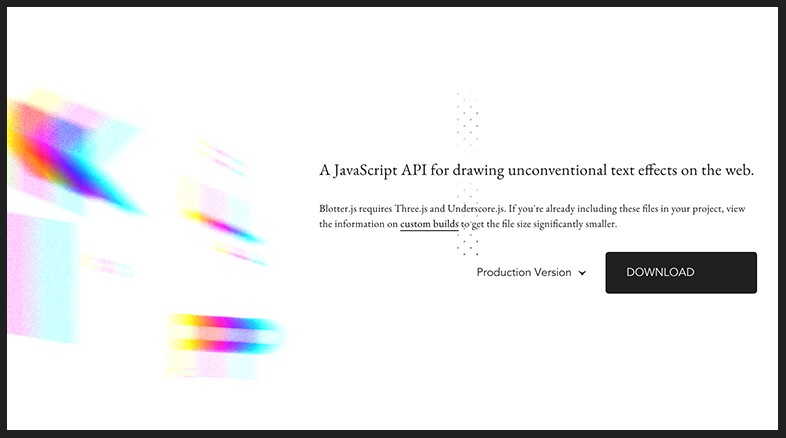 A JavaScript API for drawing unconventional text effects on the web.
Blotter.js requires Three.js and Underscore.js. If you're already including these files in your project, view
the information on custom builds to get the file size significantly smaller.
Production Version
DOWNLOAD